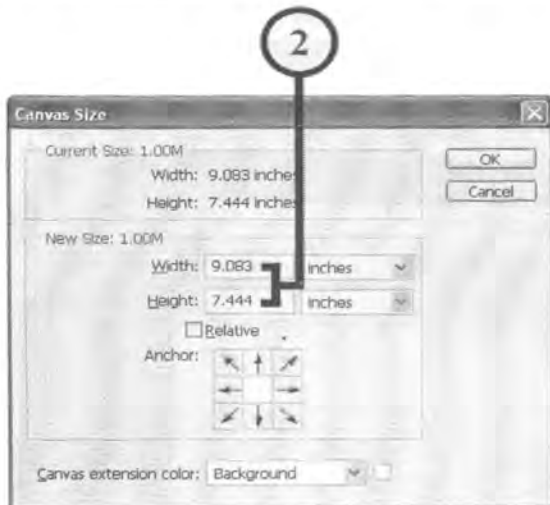 2
Canvas Size
Current Size: 1.00M
OK
Width: 9.083 inches
Cancel
Height: 7.444 inches
New Size: 1.00M
Width: 9.083 inches
Height: 7.444 inches
Relative
Anchor:
Canvas extension color: Background